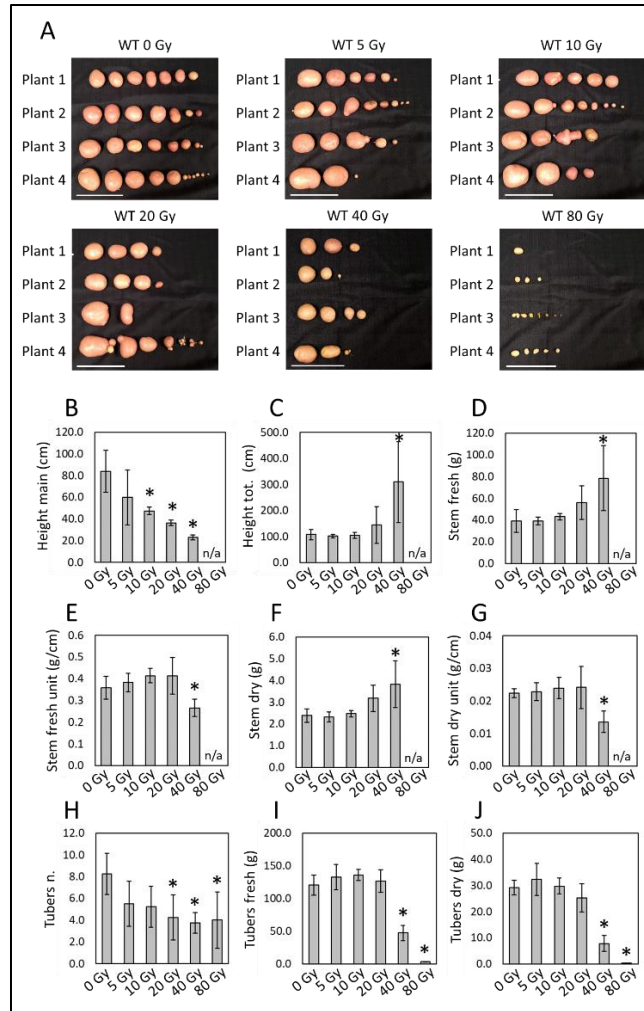 A
WT 0 Gy WT 5 Gy WT 10 Gy
Plant 1 Plant 1 Plant 1
Plant 2 Plant 2 Plant 2
Plant 3 Plant 3 Plant 3
Plant 4 Plant 4 Plant 4
WT 20 Gy WT 40 Gy WT 80 Gy
Plant 1 Plant 1 Plant 1
Plant 2 Plant 2 Plant 2
Plant 3 Plant 3 Plant 3
Plant 4 Plant 4 Plant 4
B
Height main (cm)
120.0
100.0
80.0
60.0
40.0
20.0
0.0
* * *
n/a
0 Gy 5 Gy 10 Gy 20 Gy 40 Gy 80 Gy
C
Height tot. (cm)
500.0
400.0
300.0
200.0
100.0
0.0
*
n/a
0 Gy 5 Gy 10 Gy 20 Gy 40 Gy 80 Gy
D
Stem fresh (g)
120.0
100.0
80.0
60.0
40.0
20.0
0.0
*
n/a
0 Gy 5 Gy 10 Gy 20 Gy 40 Gy 80 Gy
E
Stem fresh unit (g/cm)
0.6
0.5
0.4
0.3
0.2
0.1
0.0
*
n/a
0 Gy 5 Gy 10 Gy 20 Gy 40 Gy 80 Gy
F
Stem dry (g)
6.0
5.0
4.0
3.0
2.0
1.0
0.0
*
n/a
0 Gy 5 Gy 10 Gy 20 Gy 40 Gy 80 Gy
G
Stem dry unit (g/cm)
0.04
0.03
0.02
0.01
0.00
*
n/a
0 Gy 5 Gy 10 Gy 20 Gy 40 Gy 80 Gy
H
Tubers n.
12.0
10.0
8.0
6.0
4.0
2.0
0.0
* * *
0 Gy 5 Gy 10 Gy 20 Gy 40 Gy 80 Gy
I
Tubers fresh (g)
200.0
150.0
100.0
50.0
0.0
* *
0 Gy 5 Gy 10 Gy 20 Gy 40 Gy 80 Gy
J
Tubers dry (g)
50.0
40.0
30.0
20.0
10.0
0.0
* *
0 Gy 5 Gy 10 Gy 20 Gy 40 Gy 80 Gy